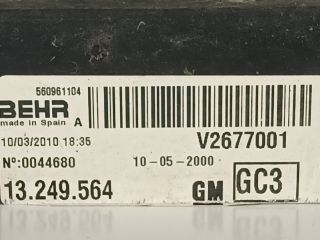 560961104
BEHR
made in Spain A
10/03/2010 18:35 V2677001
Nº:0044680 10-05-2000
13.249.564 GM GC3